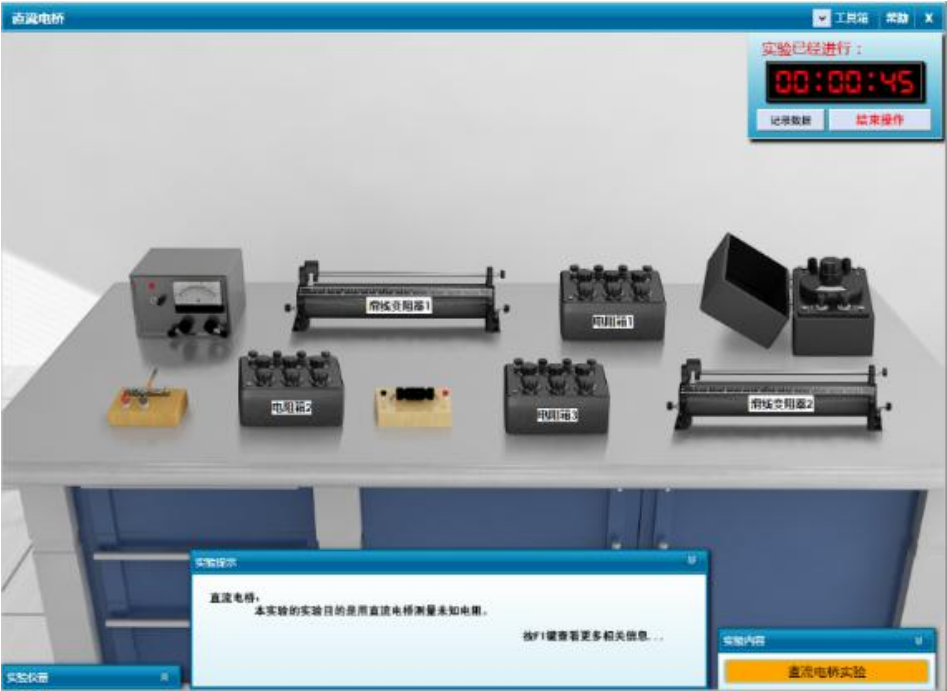 直流电桥
工具箱 帮助 X
实验已经进行：
00:00:45
记录数据 结束操作
滑线变阻器1
电阻箱1
电阻箱2
电阻箱3
滑线变阻器2
实验提示
直流电桥，
本实验的实验目的是用直流电桥测量未知电阻。
按F1键查看更多相关信息...
实验内容
直流电桥实验
实验仪器